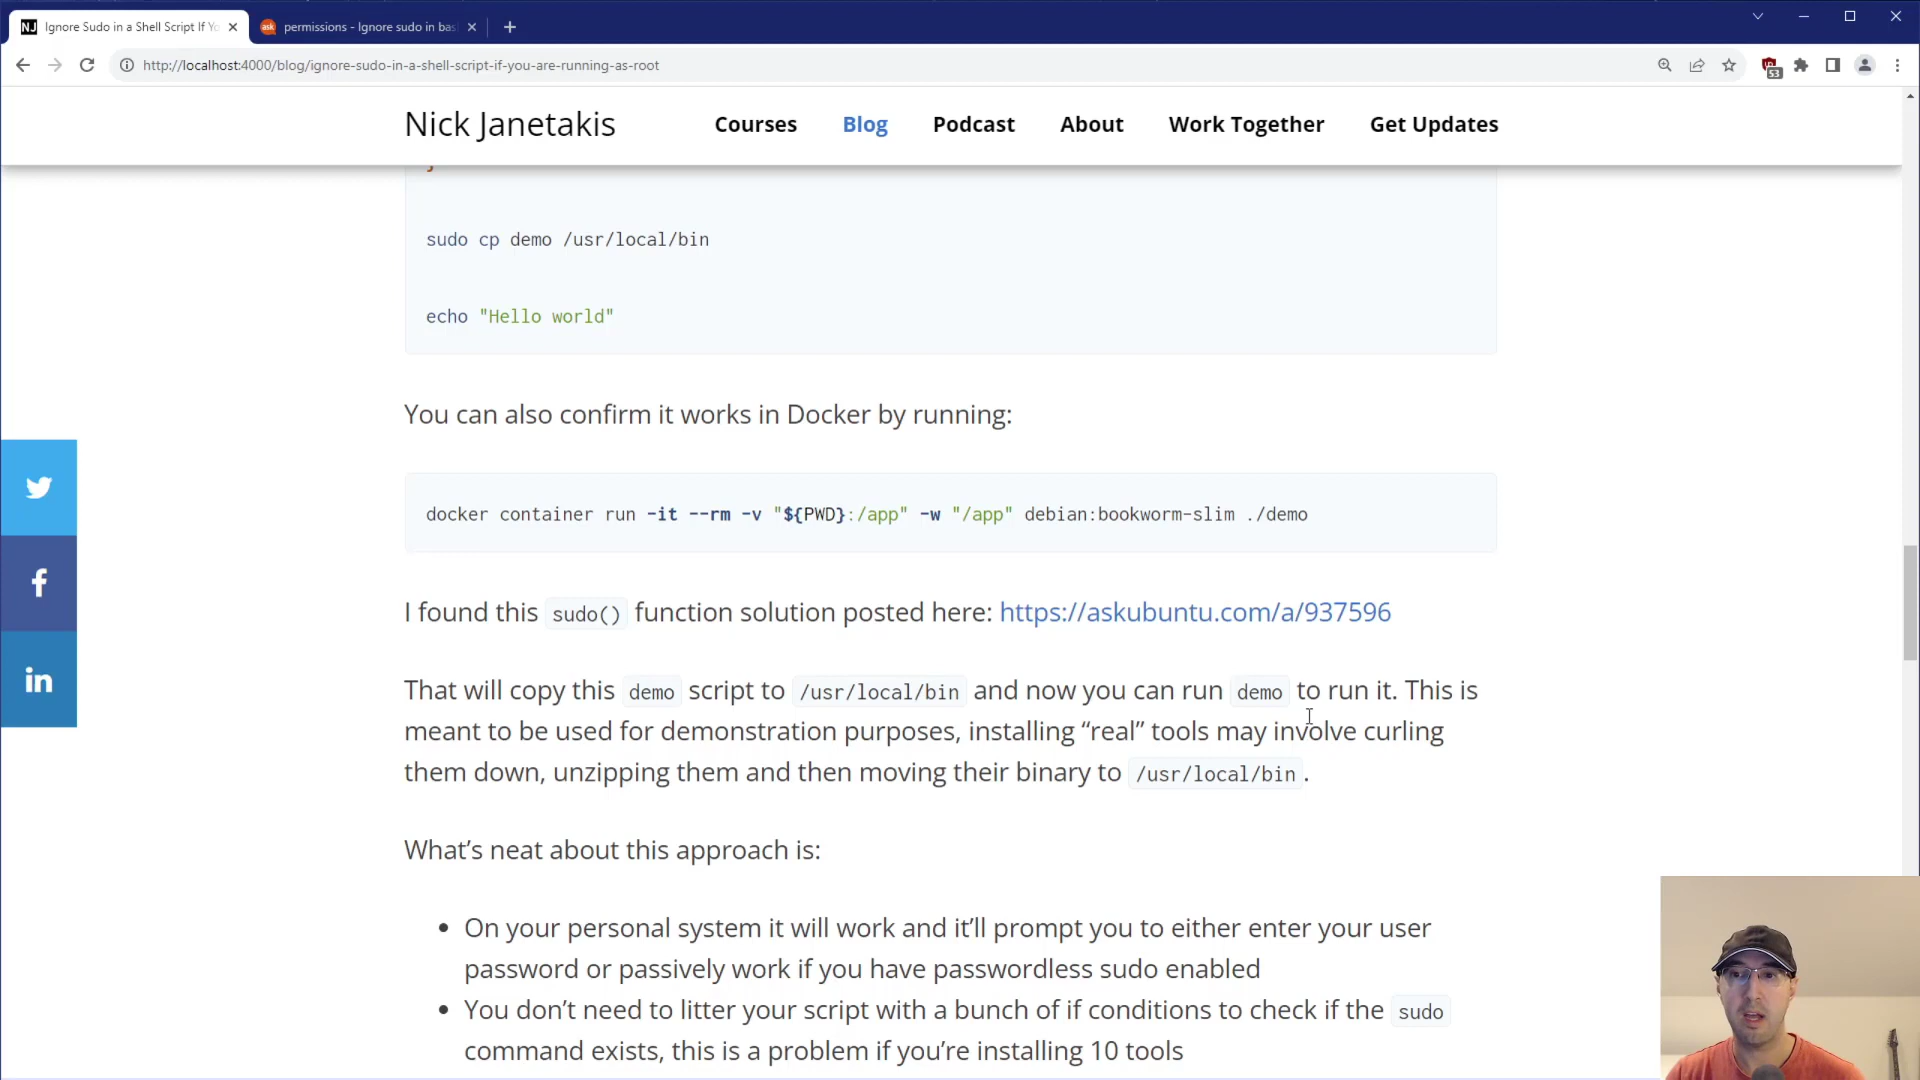 Ignore Sudo in a Shell Script If Yo
permissions - Ignore sudo in bas
http://localhost:4000/blog/ignore-sudo-in-a-shell-script-if-you-are-running-as-root
53
Nick Janetakis
Courses
Blog
Podcast
About
Work Together
Get Updates
}
sudo cp demo /usr/local/bin
echo "Hello world"
You can also confirm it works in Docker by running:
docker container run -it --rm -v "${PWD}:/app" -w "/app" debian:bookworm-slim ./demo
I found this sudo() function solution posted here: https://askubuntu.com/a/937596
That will copy this demo script to /usr/local/bin and now you can run demo to run it. This is
meant to be used for demonstration purposes, installing “real” tools may involve curling
them down, unzipping them and then moving their binary to /usr/local/bin.
What’s neat about this approach is:
• On your personal system it will work and it’ll prompt you to either enter your user
password or passively work if you have passwordless sudo enabled
• You don’t need to litter your script with a bunch of if conditions to check if the sudo
command exists, this is a problem if you’re installing 10 tools